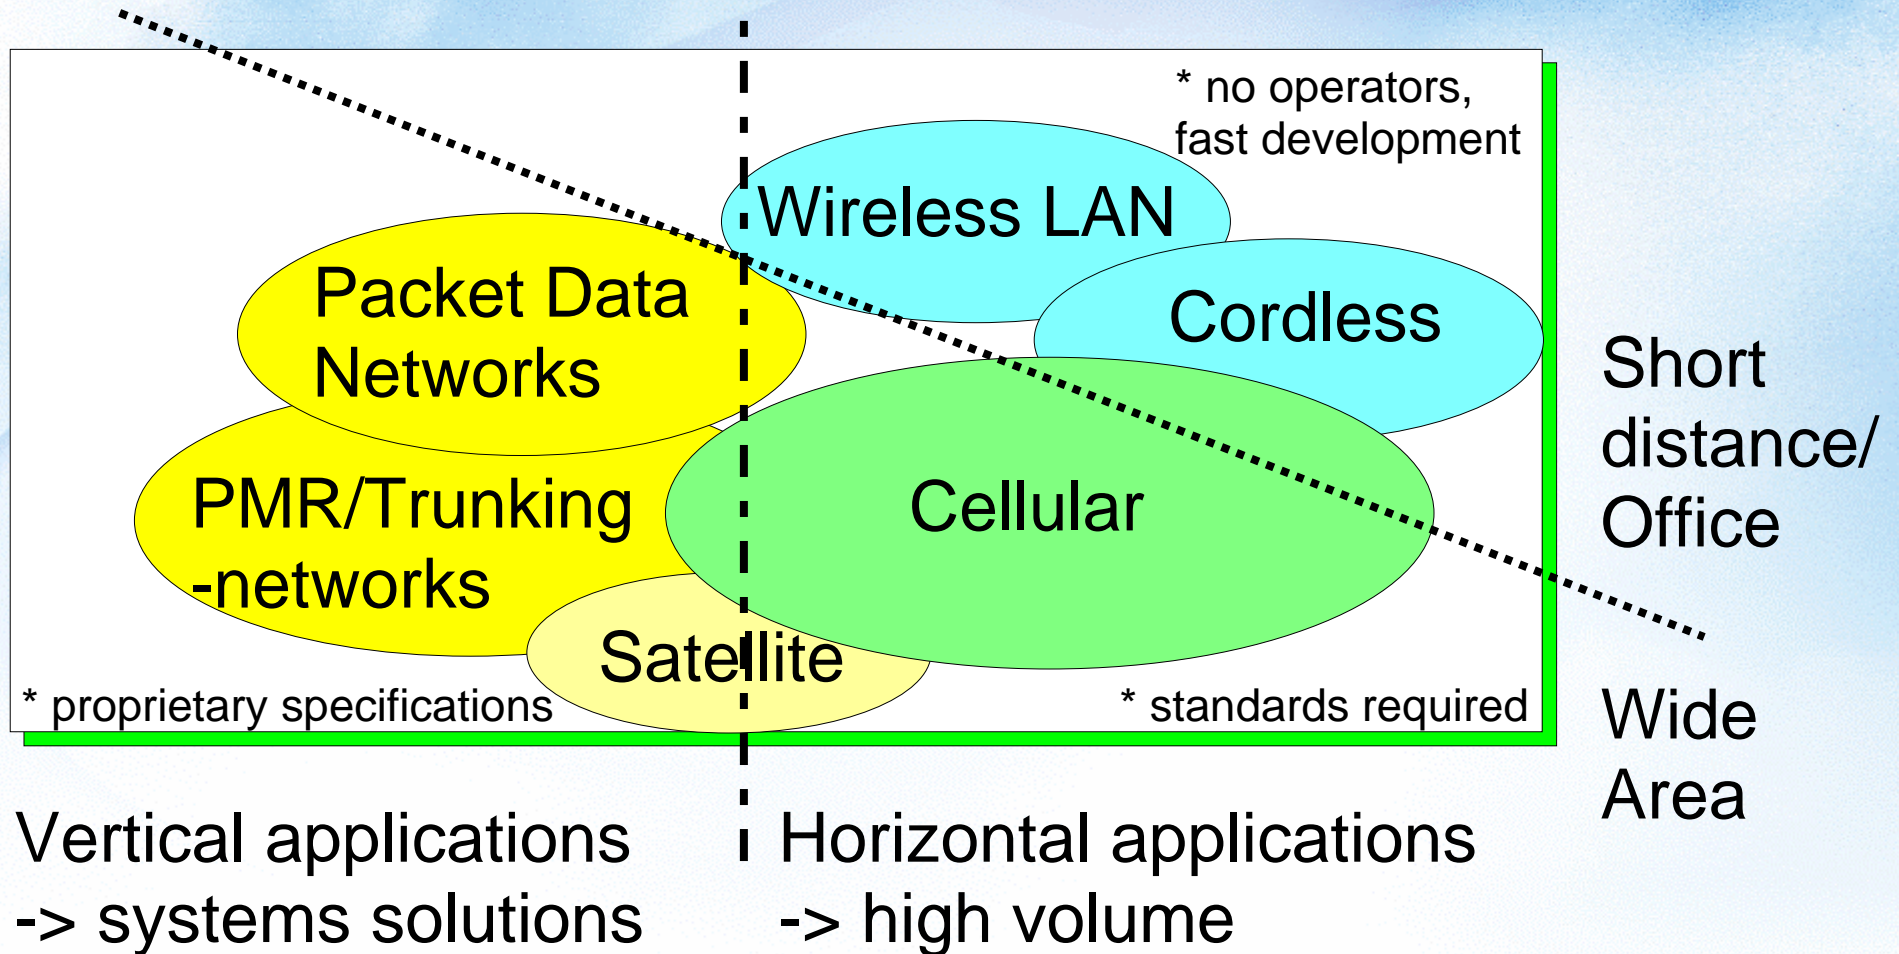 * no operators,
fast development
Wireless LAN
Packet Data
Networks
Cordless
PMR/Trunking
-networks
Cellular
Satellite
* proprietary specifications
* standards required
Short
distance/
Office
Wide
Area
Vertical applications
-> systems solutions
Horizontal applications
-> high volume